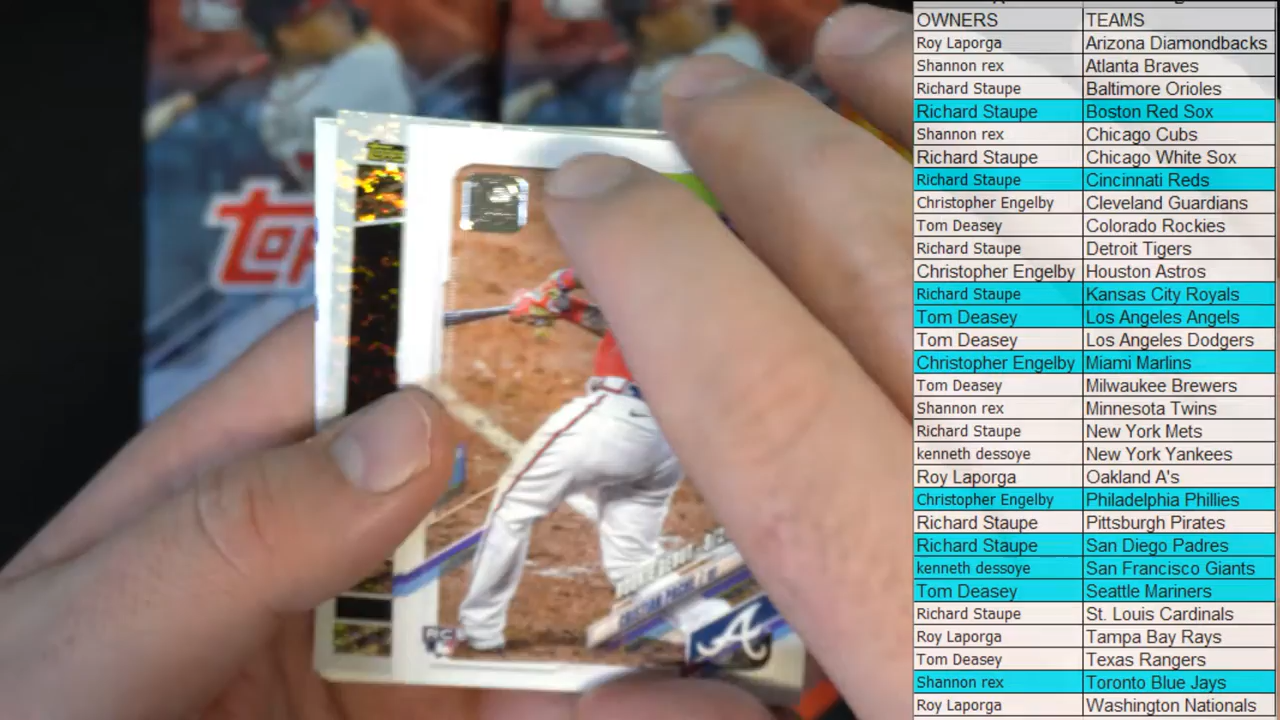 OWNERS TEAMS
Roy Laporga Arizona Diamondbacks
Shannon rex Atlanta Braves
Richard Staupe Baltimore Orioles
Richard Staupe Boston Red Sox
Shannon rex Chicago Cubs
Richard Staupe Chicago White Sox
Richard Staupe Cincinnati Reds
Christopher Engelby Cleveland Guardians
Tom Deasey Colorado Rockies
Richard Staupe Detroit Tigers
Christopher Engelby Houston Astros
Richard Staupe Kansas City Royals
Tom Deasey Los Angeles Angels
Tom Deasey Los Angeles Dodgers
Christopher Engelby Miami Marlins
Tom Deasey Milwaukee Brewers
Shannon rex Minnesota Twins
Richard Staupe New York Mets
kenneth dessoye New York Yankees
Roy Laporga Oakland A's
Christopher Engelby Philadelphia Phillies
Richard Staupe Pittsburgh Pirates
Richard Staupe San Diego Padres
kenneth dessoye San Francisco Giants
Tom Deasey Seattle Mariners
Richard Staupe St. Louis Cardinals
Roy Laporga Tampa Bay Rays
Tom Deasey Texas Rangers
Shannon rex Toronto Blue Jays
Roy Laporga Washington Nationals
topps
TOP
RC
CRISTIAN PACHE
A